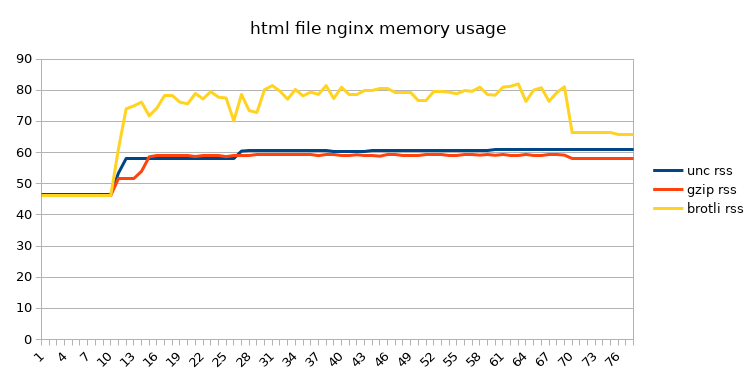 html file nginx memory usage
90
80
70
60
50
40
30
20
10
0
1 4 7 10 13 16 19 22 25 28 31 34 37 40 43 46 49 52 55 58 61 64 67 70 73 76
unc rss
gzip rss
brotli rss